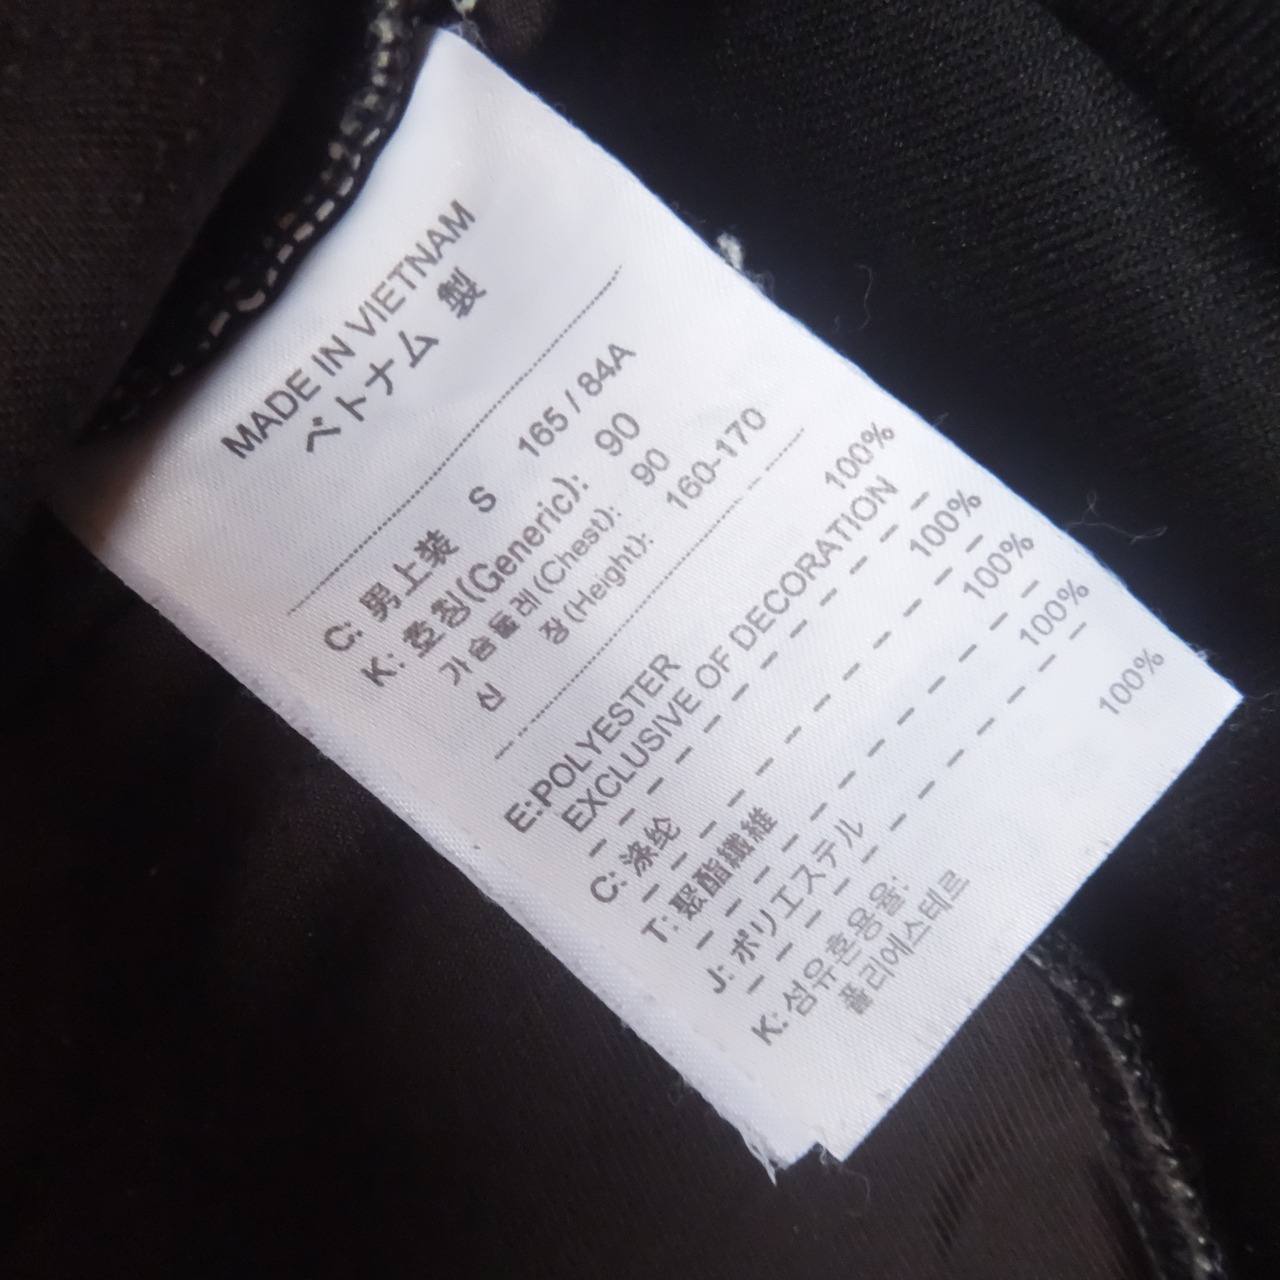 MADE IN VIETNAM
ベトナム 製
C: 男上装 S 165 / 84A
K: 호칭(Generic): 90
가슴둘레(Chest): 90
신 장(Height): 160-170
E:POLYESTER 100%
EXCLUSIVE OF DECORATION
C: 涤纶 100%
T: 聚酯纖維 100%
J: ポリエステル 100%
K: 섬유혼용율:
폴리에스테르 100%